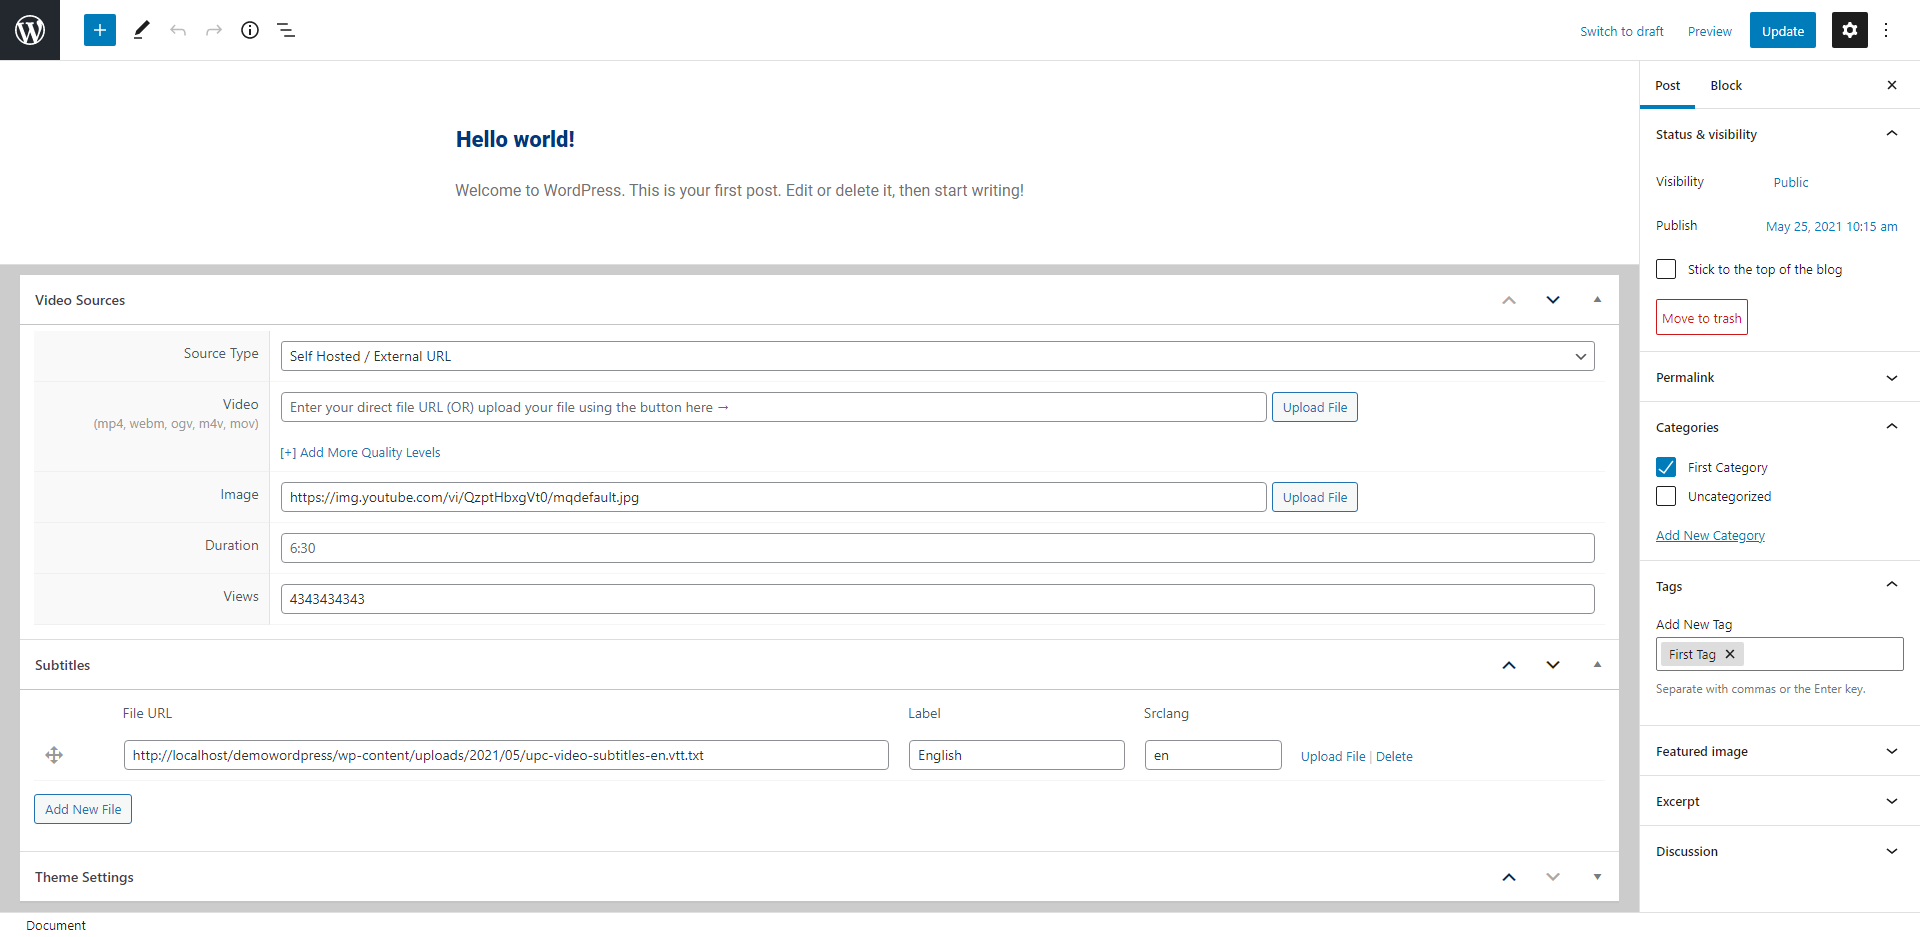 Switch to draft
Preview
Update
Post
Block
Hello world!
Welcome to WordPress. This is your first post. Edit or delete it, then start writing!
Status & visibility
Visibility
Public
Publish
May 25, 2021 10:15 am
Stick to the top of the blog
Move to trash
Permalink
Categories
First Category
Uncategorized
Add New Category
Tags
Add New Tag
First Tag
Separate with commas or the Enter key.
Featured image
Excerpt
Discussion
Video Sources
Source Type
Self Hosted / External URL
Video
(mp4, webm, ogv, m4v, mov)
Enter your direct file URL (OR) upload your file using the button here →
Upload File
[+] Add More Quality Levels
Image
https://img.youtube.com/vi/QzptHbxgVt0/mqdefault.jpg
Upload File
Duration
6:30
Views
4343434343
Subtitles
File URL
Label
Srclang
http://localhost/demowordpress/wp-content/uploads/2021/05/upc-video-subtitles-en.vtt.txt
English
en
Upload File | Delete
Add New File
Theme Settings
Document